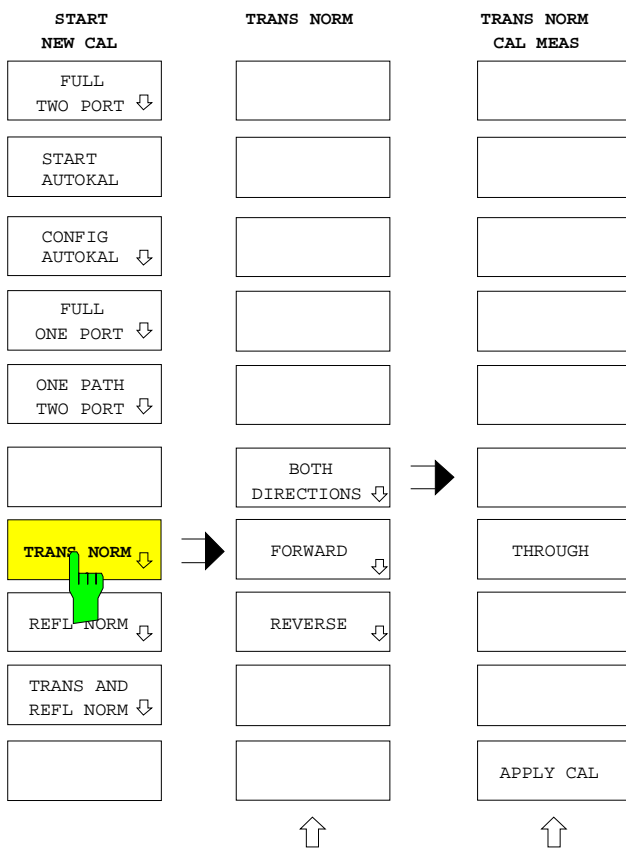 START
NEW CAL
FULL
TWO PORT
START
AUTOKAL
CONFIG
AUTOKAL
FULL
ONE PORT
ONE PATH
TWO PORT
TRANS NORM
REFL NORM
TRANS AND
REFL NORM
TRANS NORM
BOTH
DIRECTIONS
FORWARD
REVERSE
TRANS NORM
CAL MEAS
THROUGH
APPLY CAL